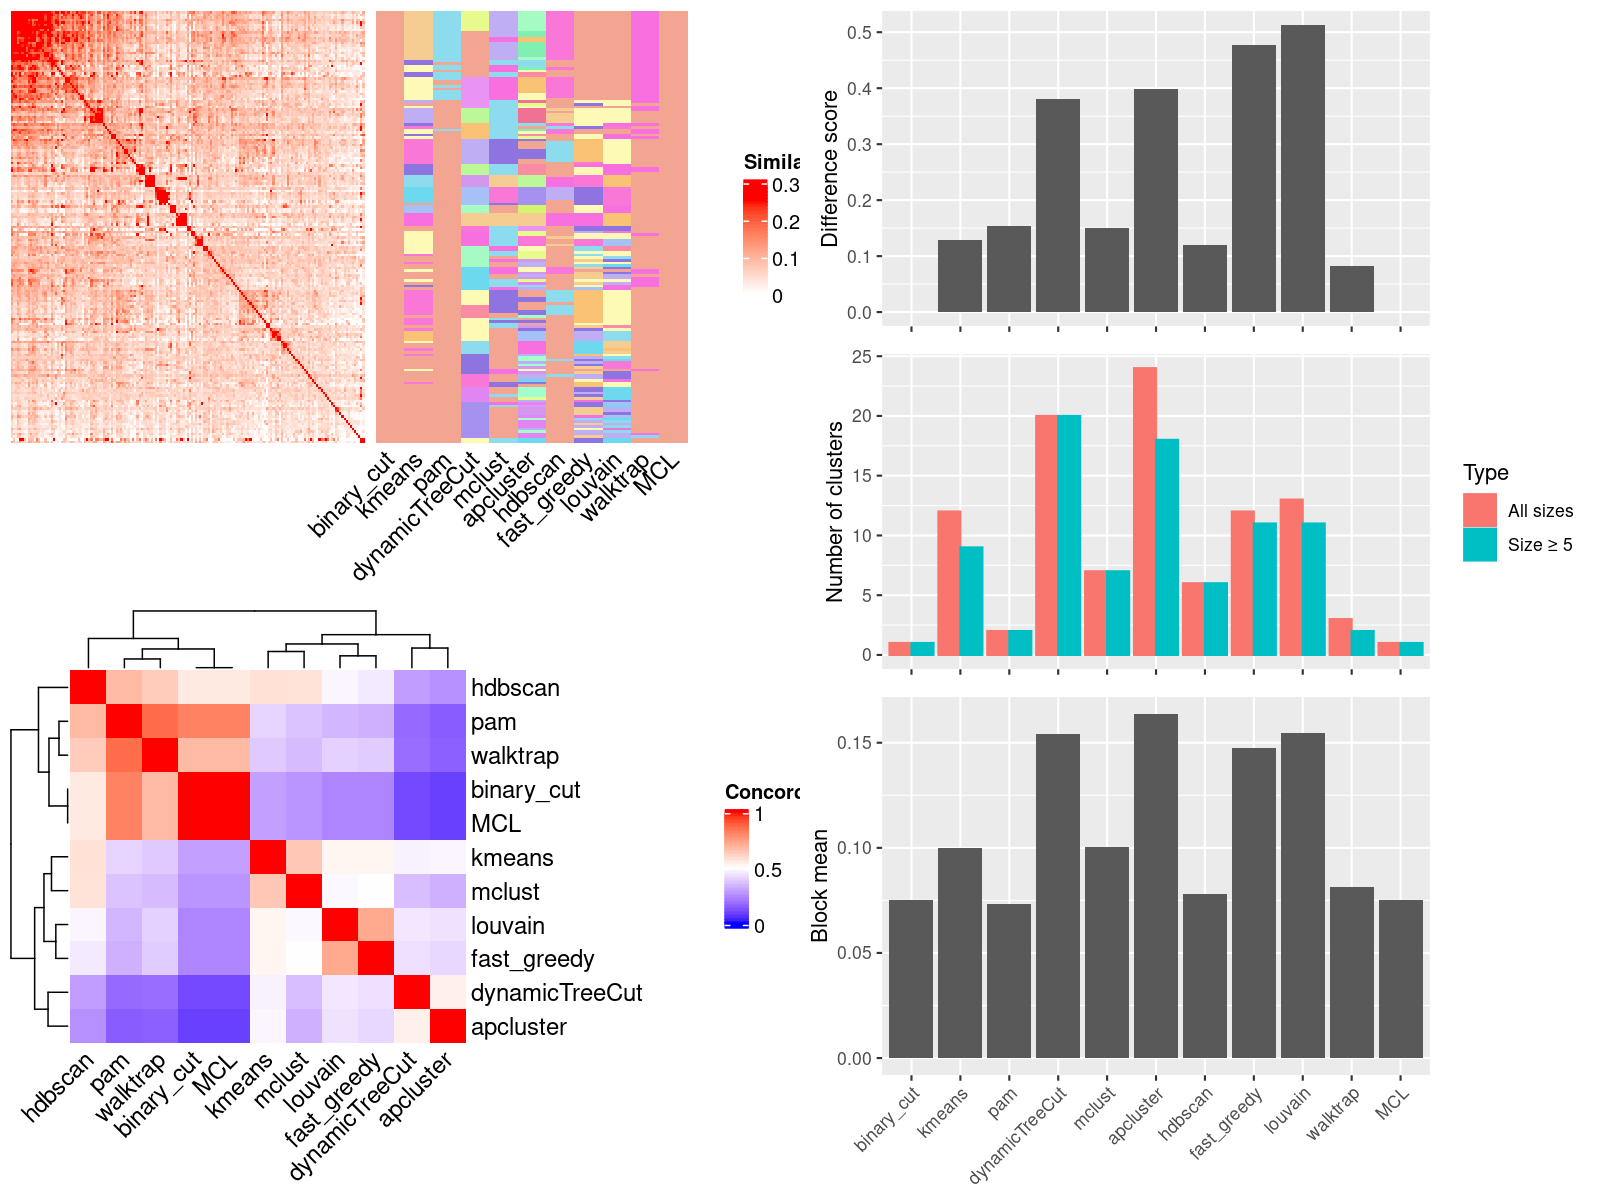 Simila
0.3
0.2
0.1
0
binary_cut
kmeans
pam
dynamicTreeCut
mclust
apcluster
hdbscan
fast_greedy
louvain
walktrap
MCL
hdbscan
pam
walktrap
binary_cut
MCL
kmeans
mclust
louvain
fast_greedy
dynamicTreeCut
apcluster
Concord
1
0.5
0
hdbscan
pam
walktrap
binary_cut
MCL
kmeans
mclust
louvain
fast_greedy
dynamicTreeCut
apcluster
Difference score
0.5
0.4
0.3
0.2
0.1
0.0
Number of clusters
25
20
15
10
5
0
Type
All sizes
Size ≥ 5
Block mean
0.15
0.10
0.05
0.00
binary_cut
kmeans
pam
dynamicTreeCut
mclust
apcluster
hdbscan
fast_greedy
louvain
walktrap
MCL